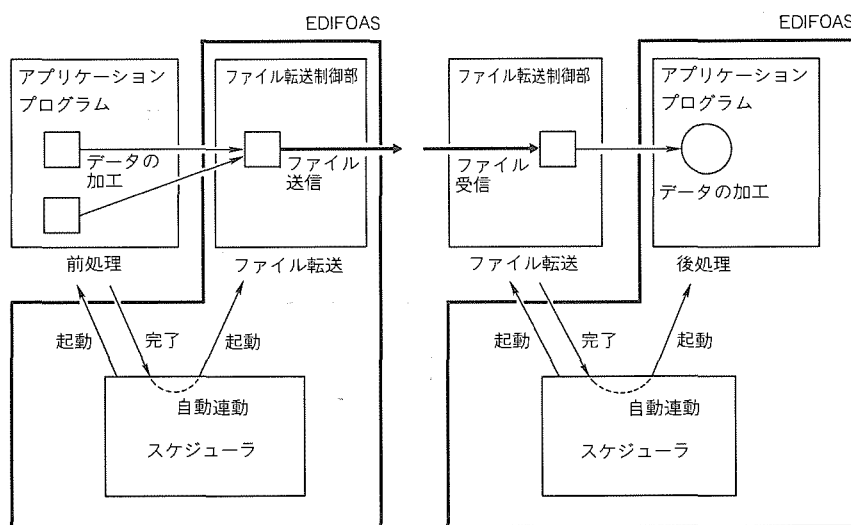 EDIFOAS
アプリケーション
プログラム
データの
加工
前処理
ファイル転送制御部
ファイル
送信
ファイル転送
起動
完了
起動
自動連動
スケジューラ
EDIFOAS
ファイル転送制御部
ファイル
受信
ファイル転送
アプリケーション
プログラム
データの加工
後処理
起動
完了
起動
自動連動
スケジューラ